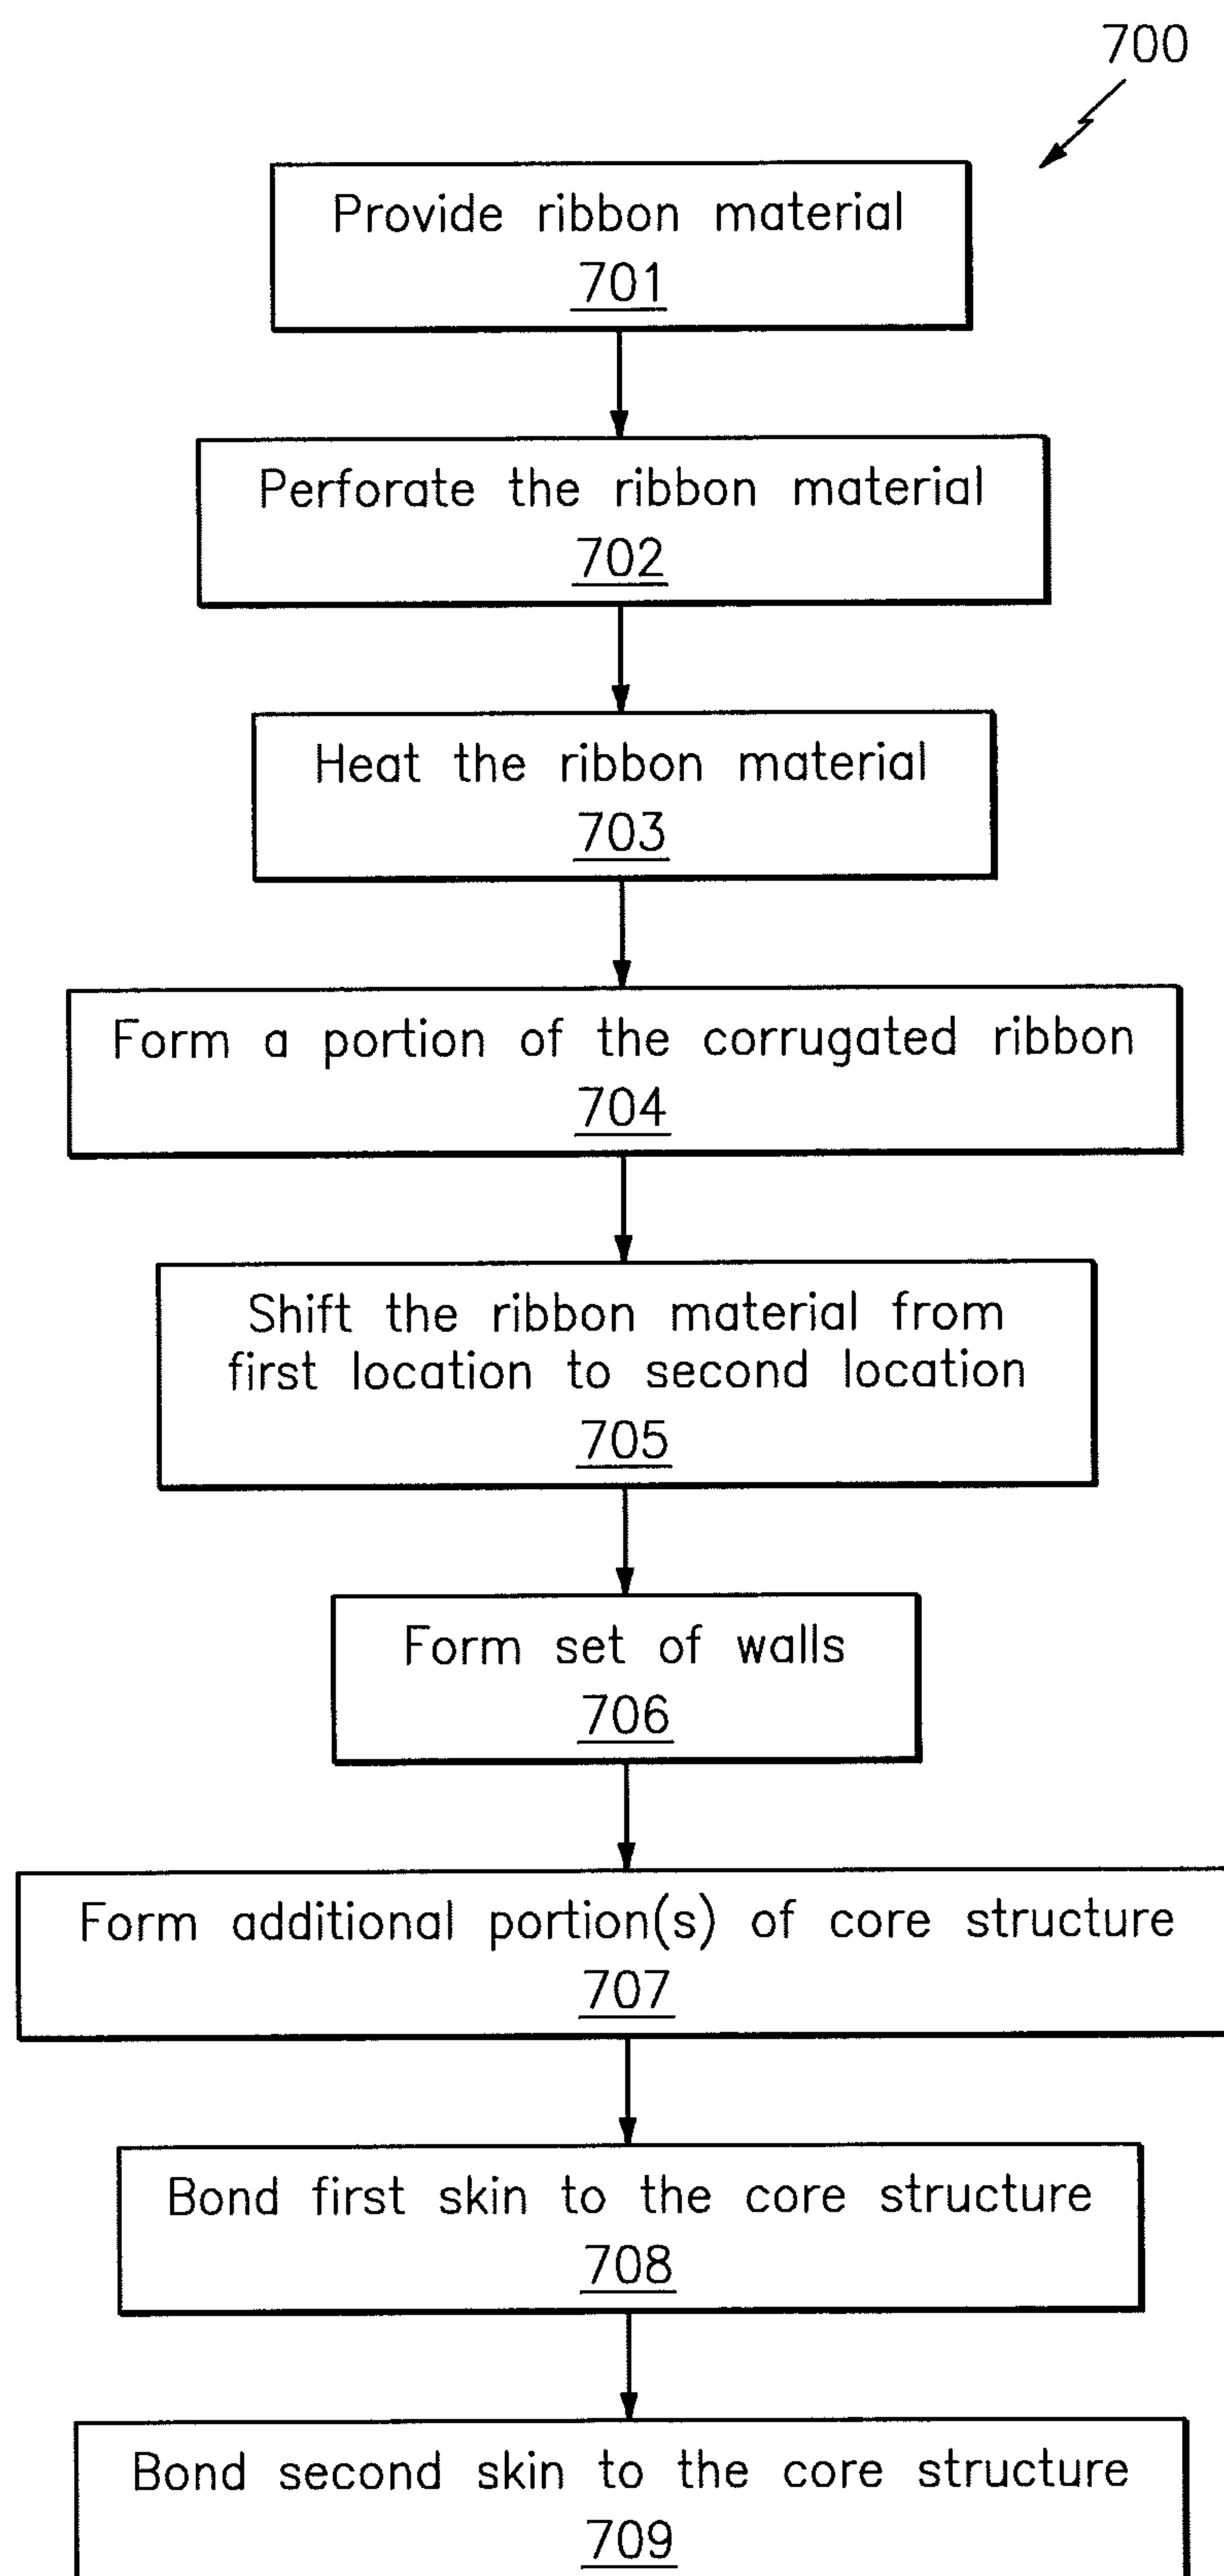 700
Provide ribbon material
701
Perforate the ribbon material
702
Heat the ribbon material
703
Form a portion of the corrugated ribbon
704
Shift the ribbon material from
first location to second location
705
Form set of walls
706
Form additional portion(s) of core structure
707
Bond first skin to the core structure
708
Bond second skin to the core structure
709